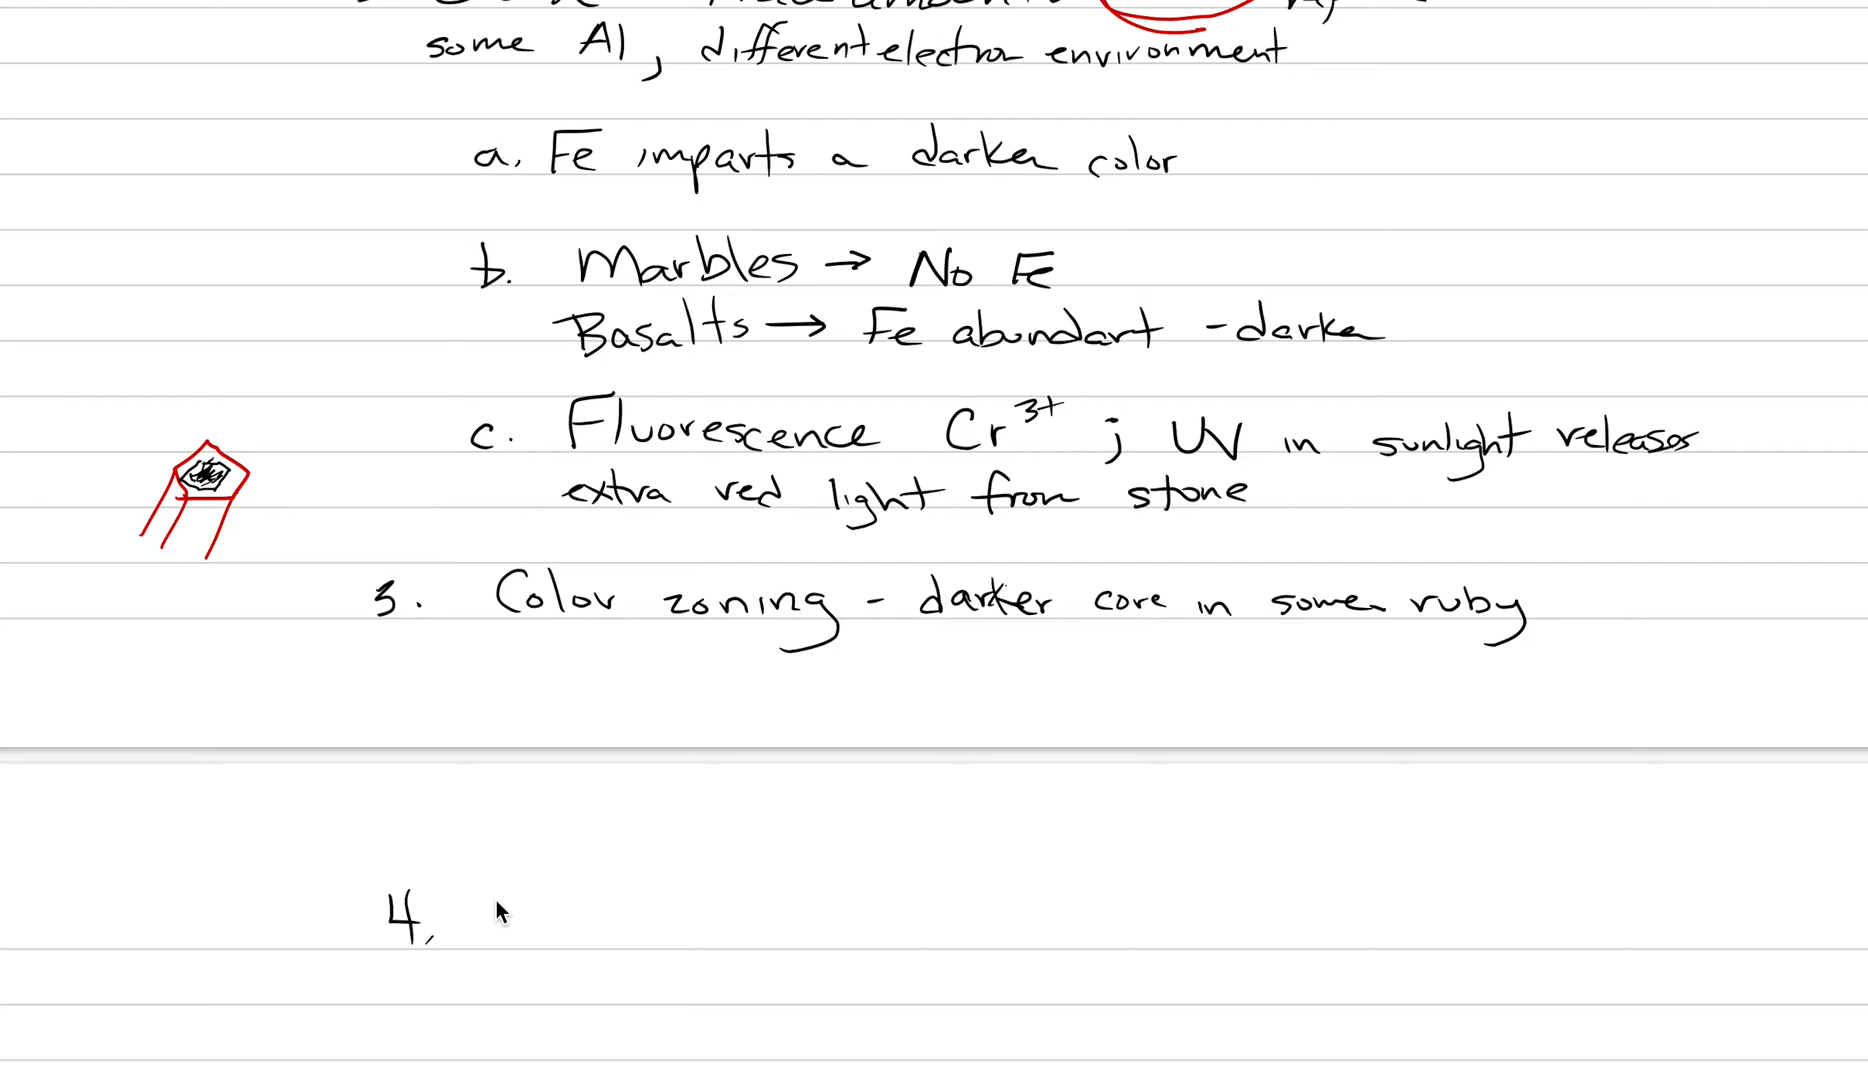 some Al, different electron environment
a. Fe imparts a darker color
b. Marbles → No Fe
Basalts → Fe abundant - darker
c. Fluorescence Cr³⁺ ; UV in sunlight releases
extra red light from stone
3. Color zoning - darker core in some ruby
4.